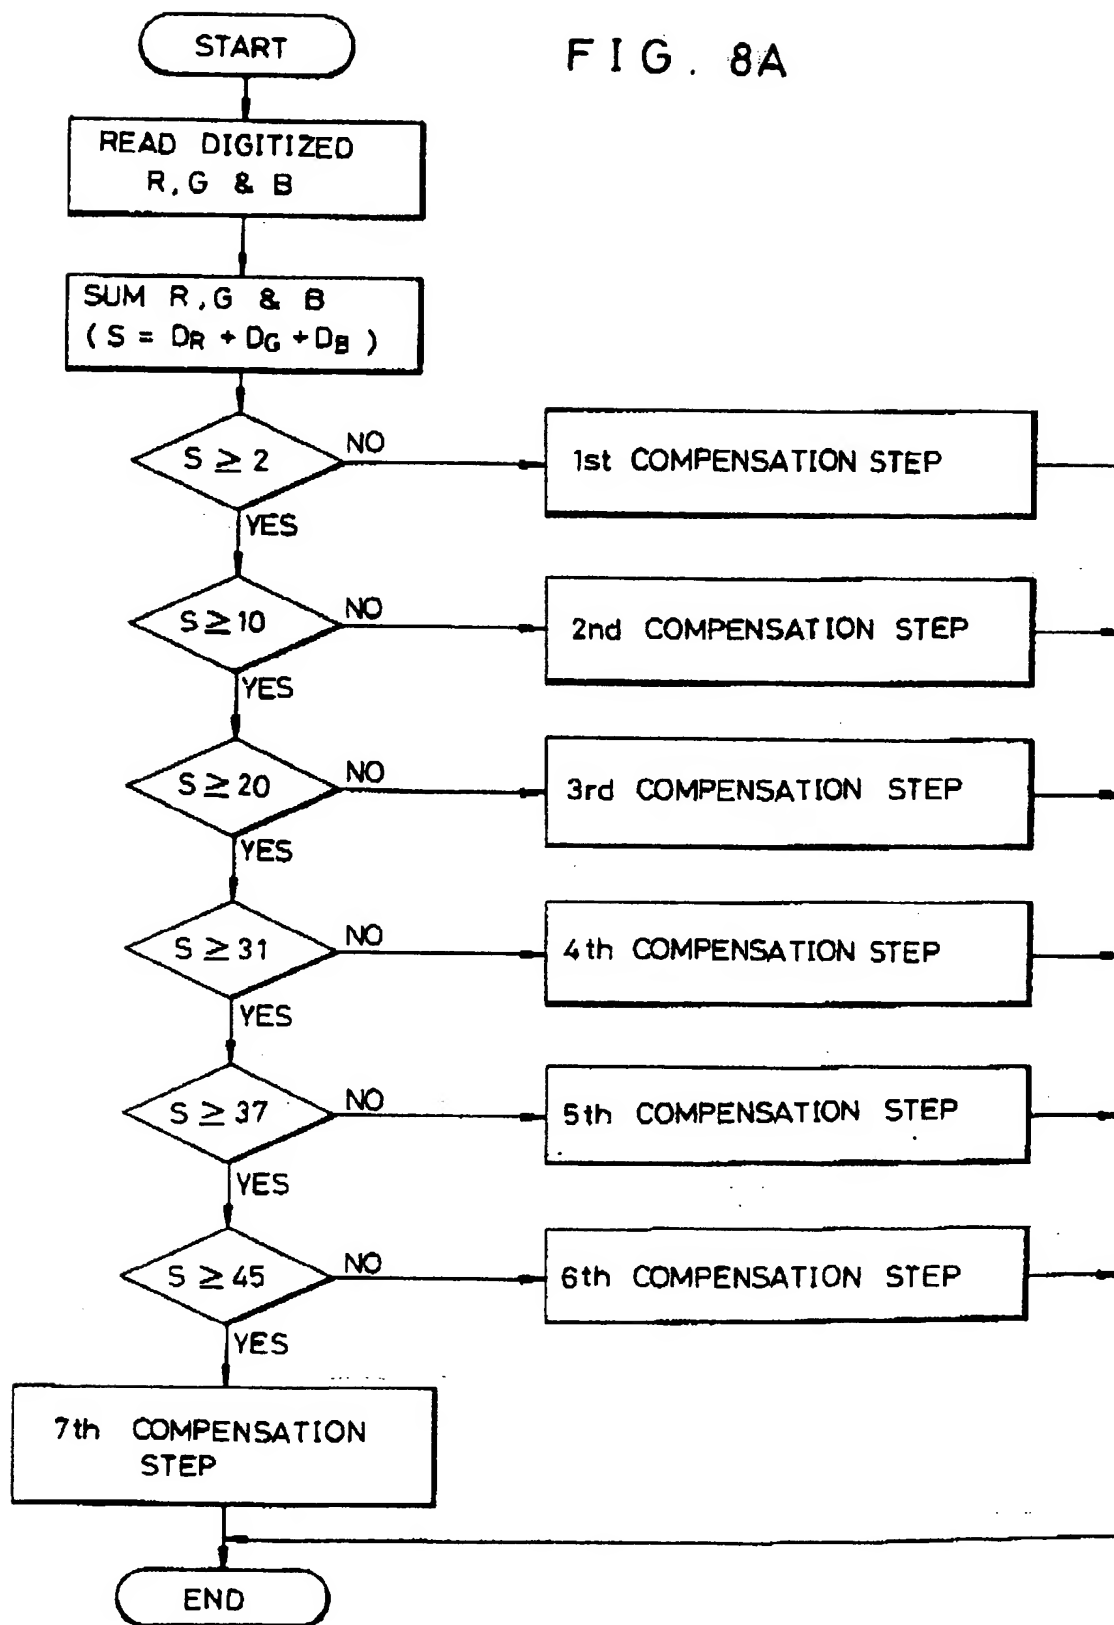 START
FIG. 8A
READ DIGITIZED
R, G & B
SUM R, G & B
(S = DR + DG + DB)
S ≥ 2
NO
1st COMPENSATION STEP
YES
S ≥ 10
NO
2nd COMPENSATION STEP
YES
S ≥ 20
NO
3rd COMPENSATION STEP
YES
S ≥ 31
NO
4th COMPENSATION STEP
YES
S ≥ 37
NO
5th COMPENSATION STEP
YES
S ≥ 45
NO
6th COMPENSATION STEP
YES
7th COMPENSATION
STEP
END